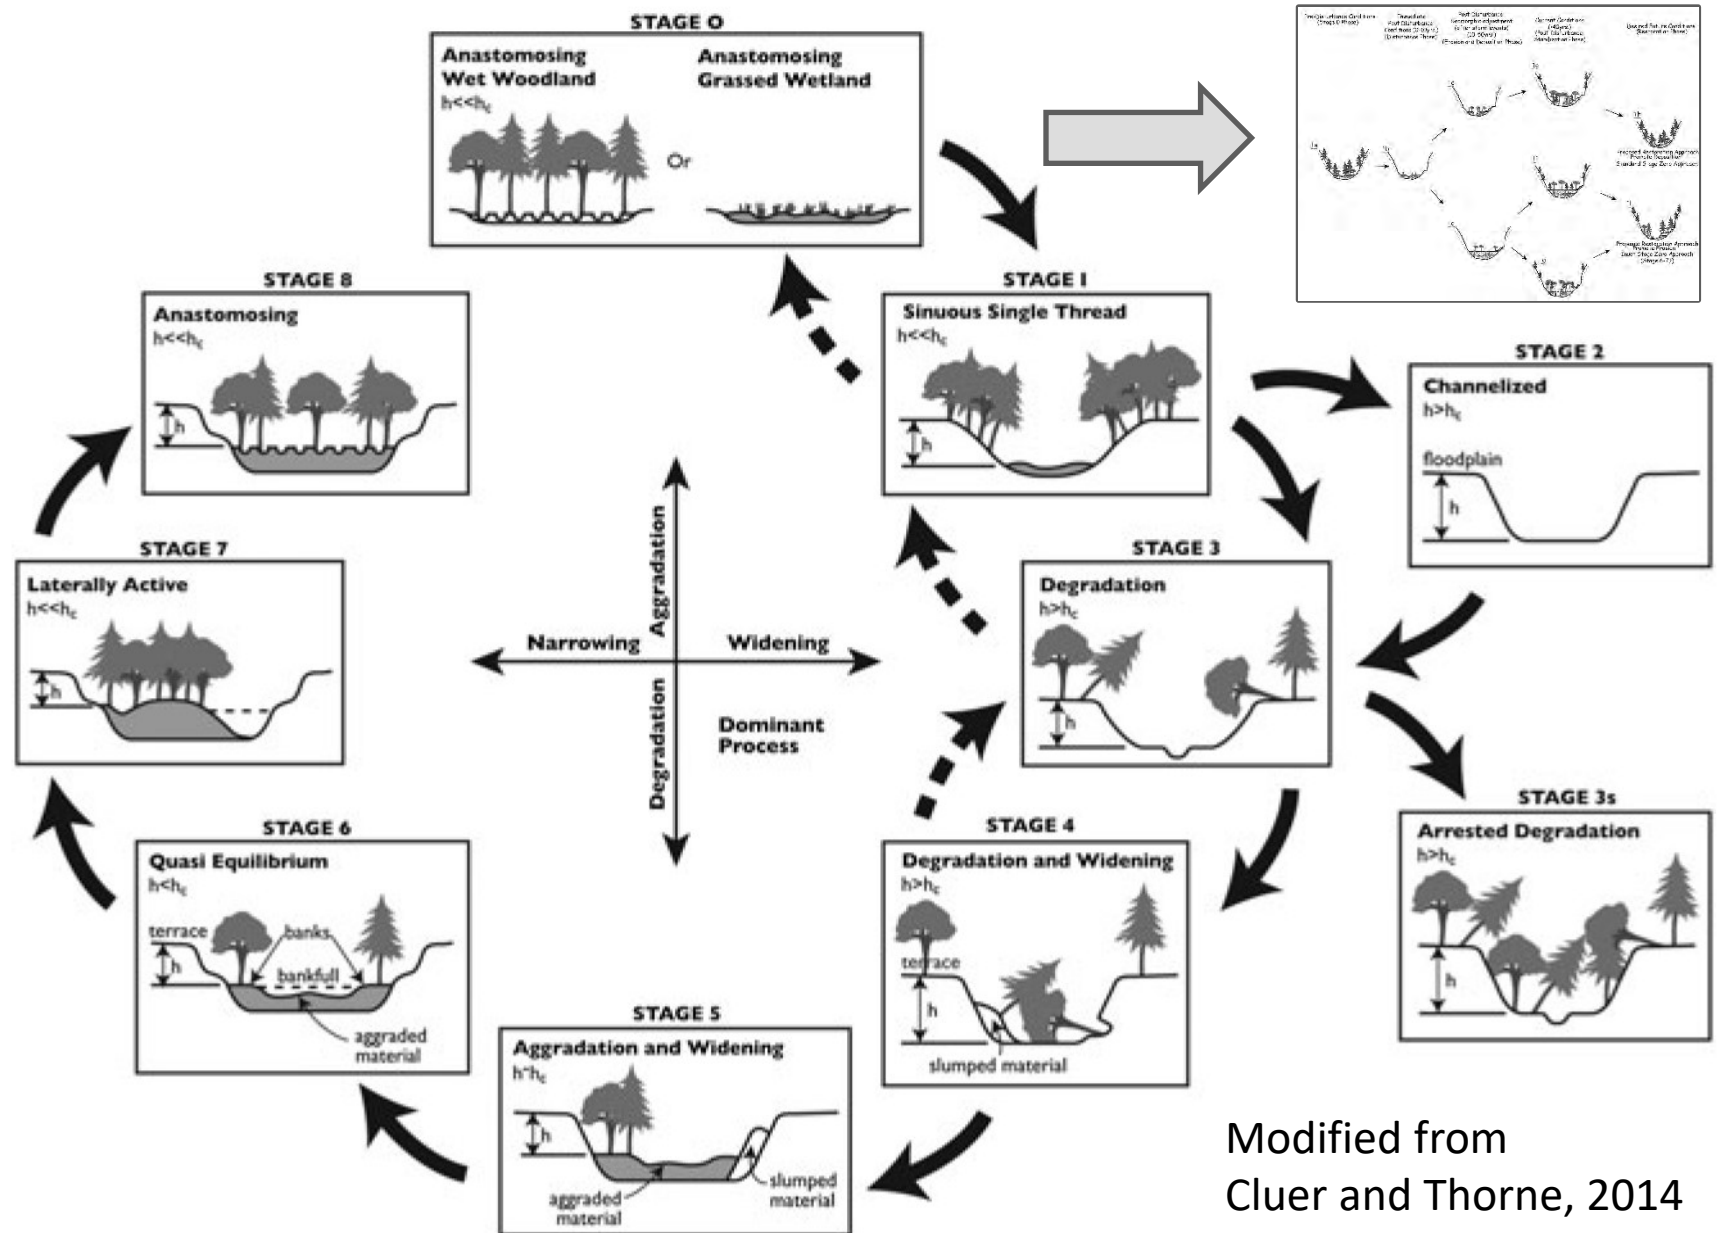 STAGE 0
Anastomosing
Wet Woodland
h<<hc
Or
Anastomosing
Grassed Wetland
STAGE 1
Sinuous Single Thread
h<<hc
h
STAGE 2
Channelized
h>hc
floodplain
h
STAGE 3
Degradation
h>hc
h
STAGE 3s
Arrested Degradation
h>hc
h
STAGE 4
Degradation and Widening
h>hc
terrace
h
slumped material
STAGE 5
Aggradation and Widening
h~hc
h
aggraded
material
slumped
material
STAGE 6
Quasi Equilibrium
h<hc
terrace
banks
h
bankfull
aggraded
material
STAGE 7
Laterally Active
h<<hc
h
STAGE 8
Anastomosing
h<<hc
h
Aggradation
Narrowing
Widening
Degradation
Dominant
Process
Modified from
Cluer and Thorne, 2014